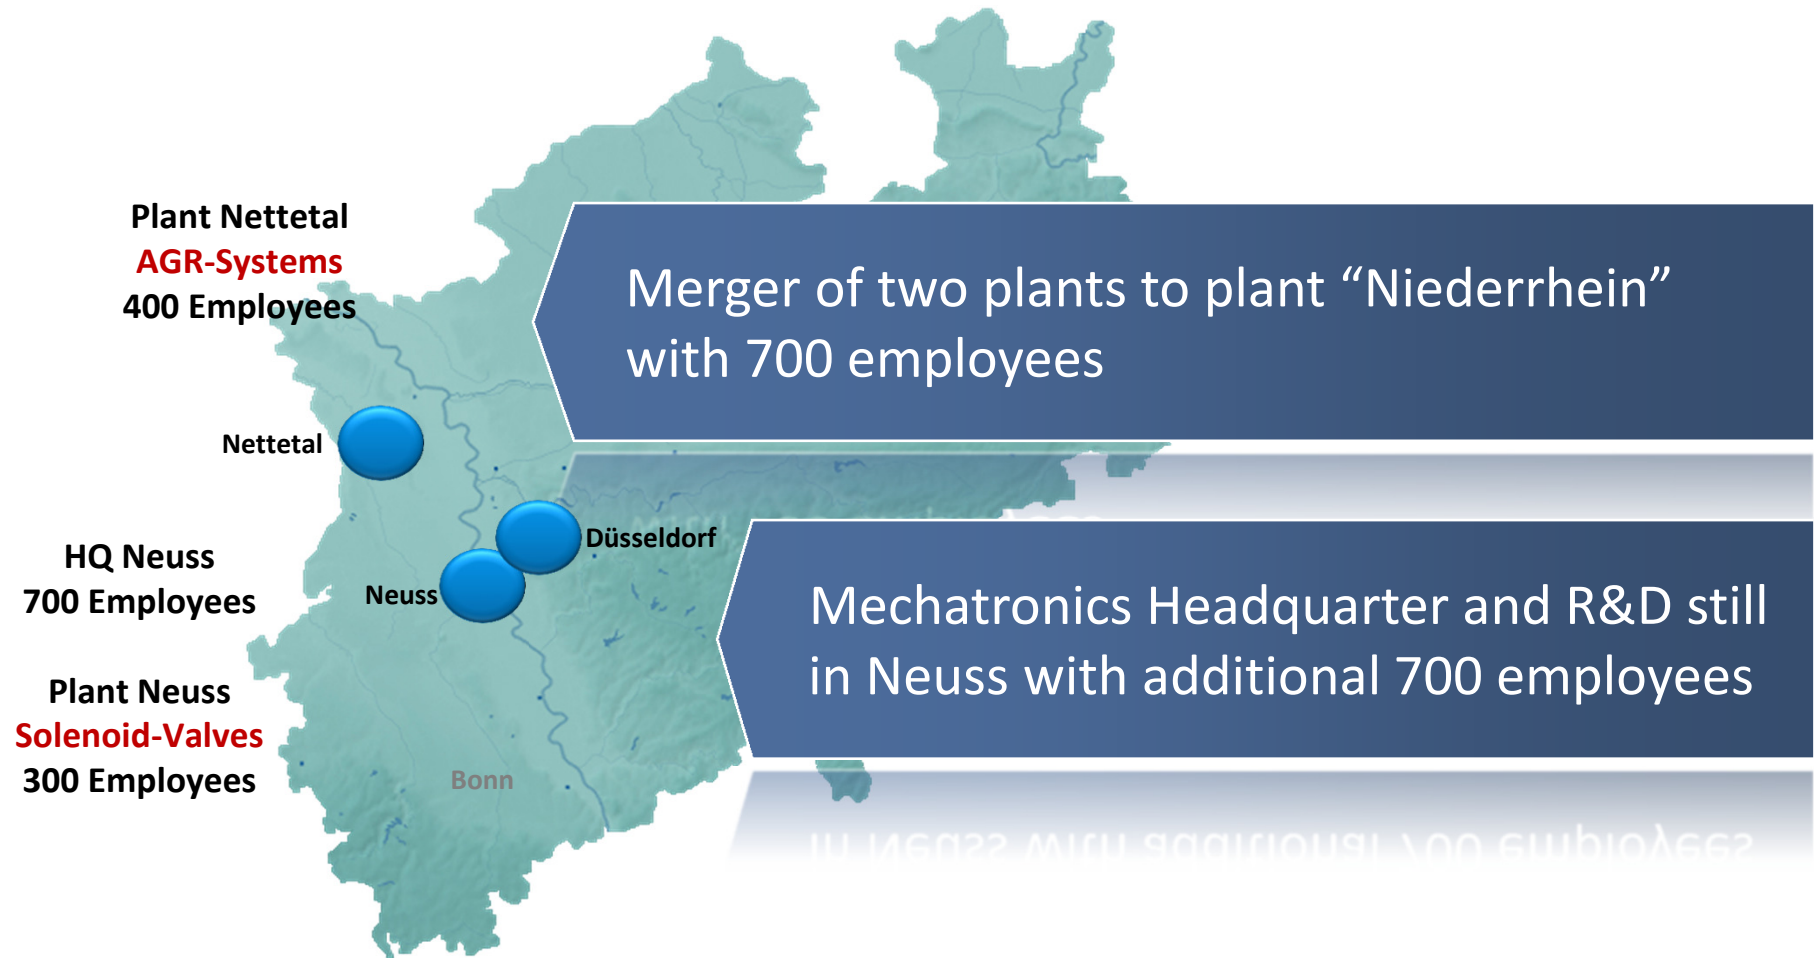 Plant Nettetal
AGR-Systems
400 Employees
Merger of two plants to plant “Niederrhein”
with 700 employees
Nettetal
Düsseldorf
HQ Neuss
700 Employees
Neuss
Mechatronics Headquarter and R&D still
in Neuss with additional 700 employees
Plant Neuss
Solenoid-Valves
300 Employees
Bonn